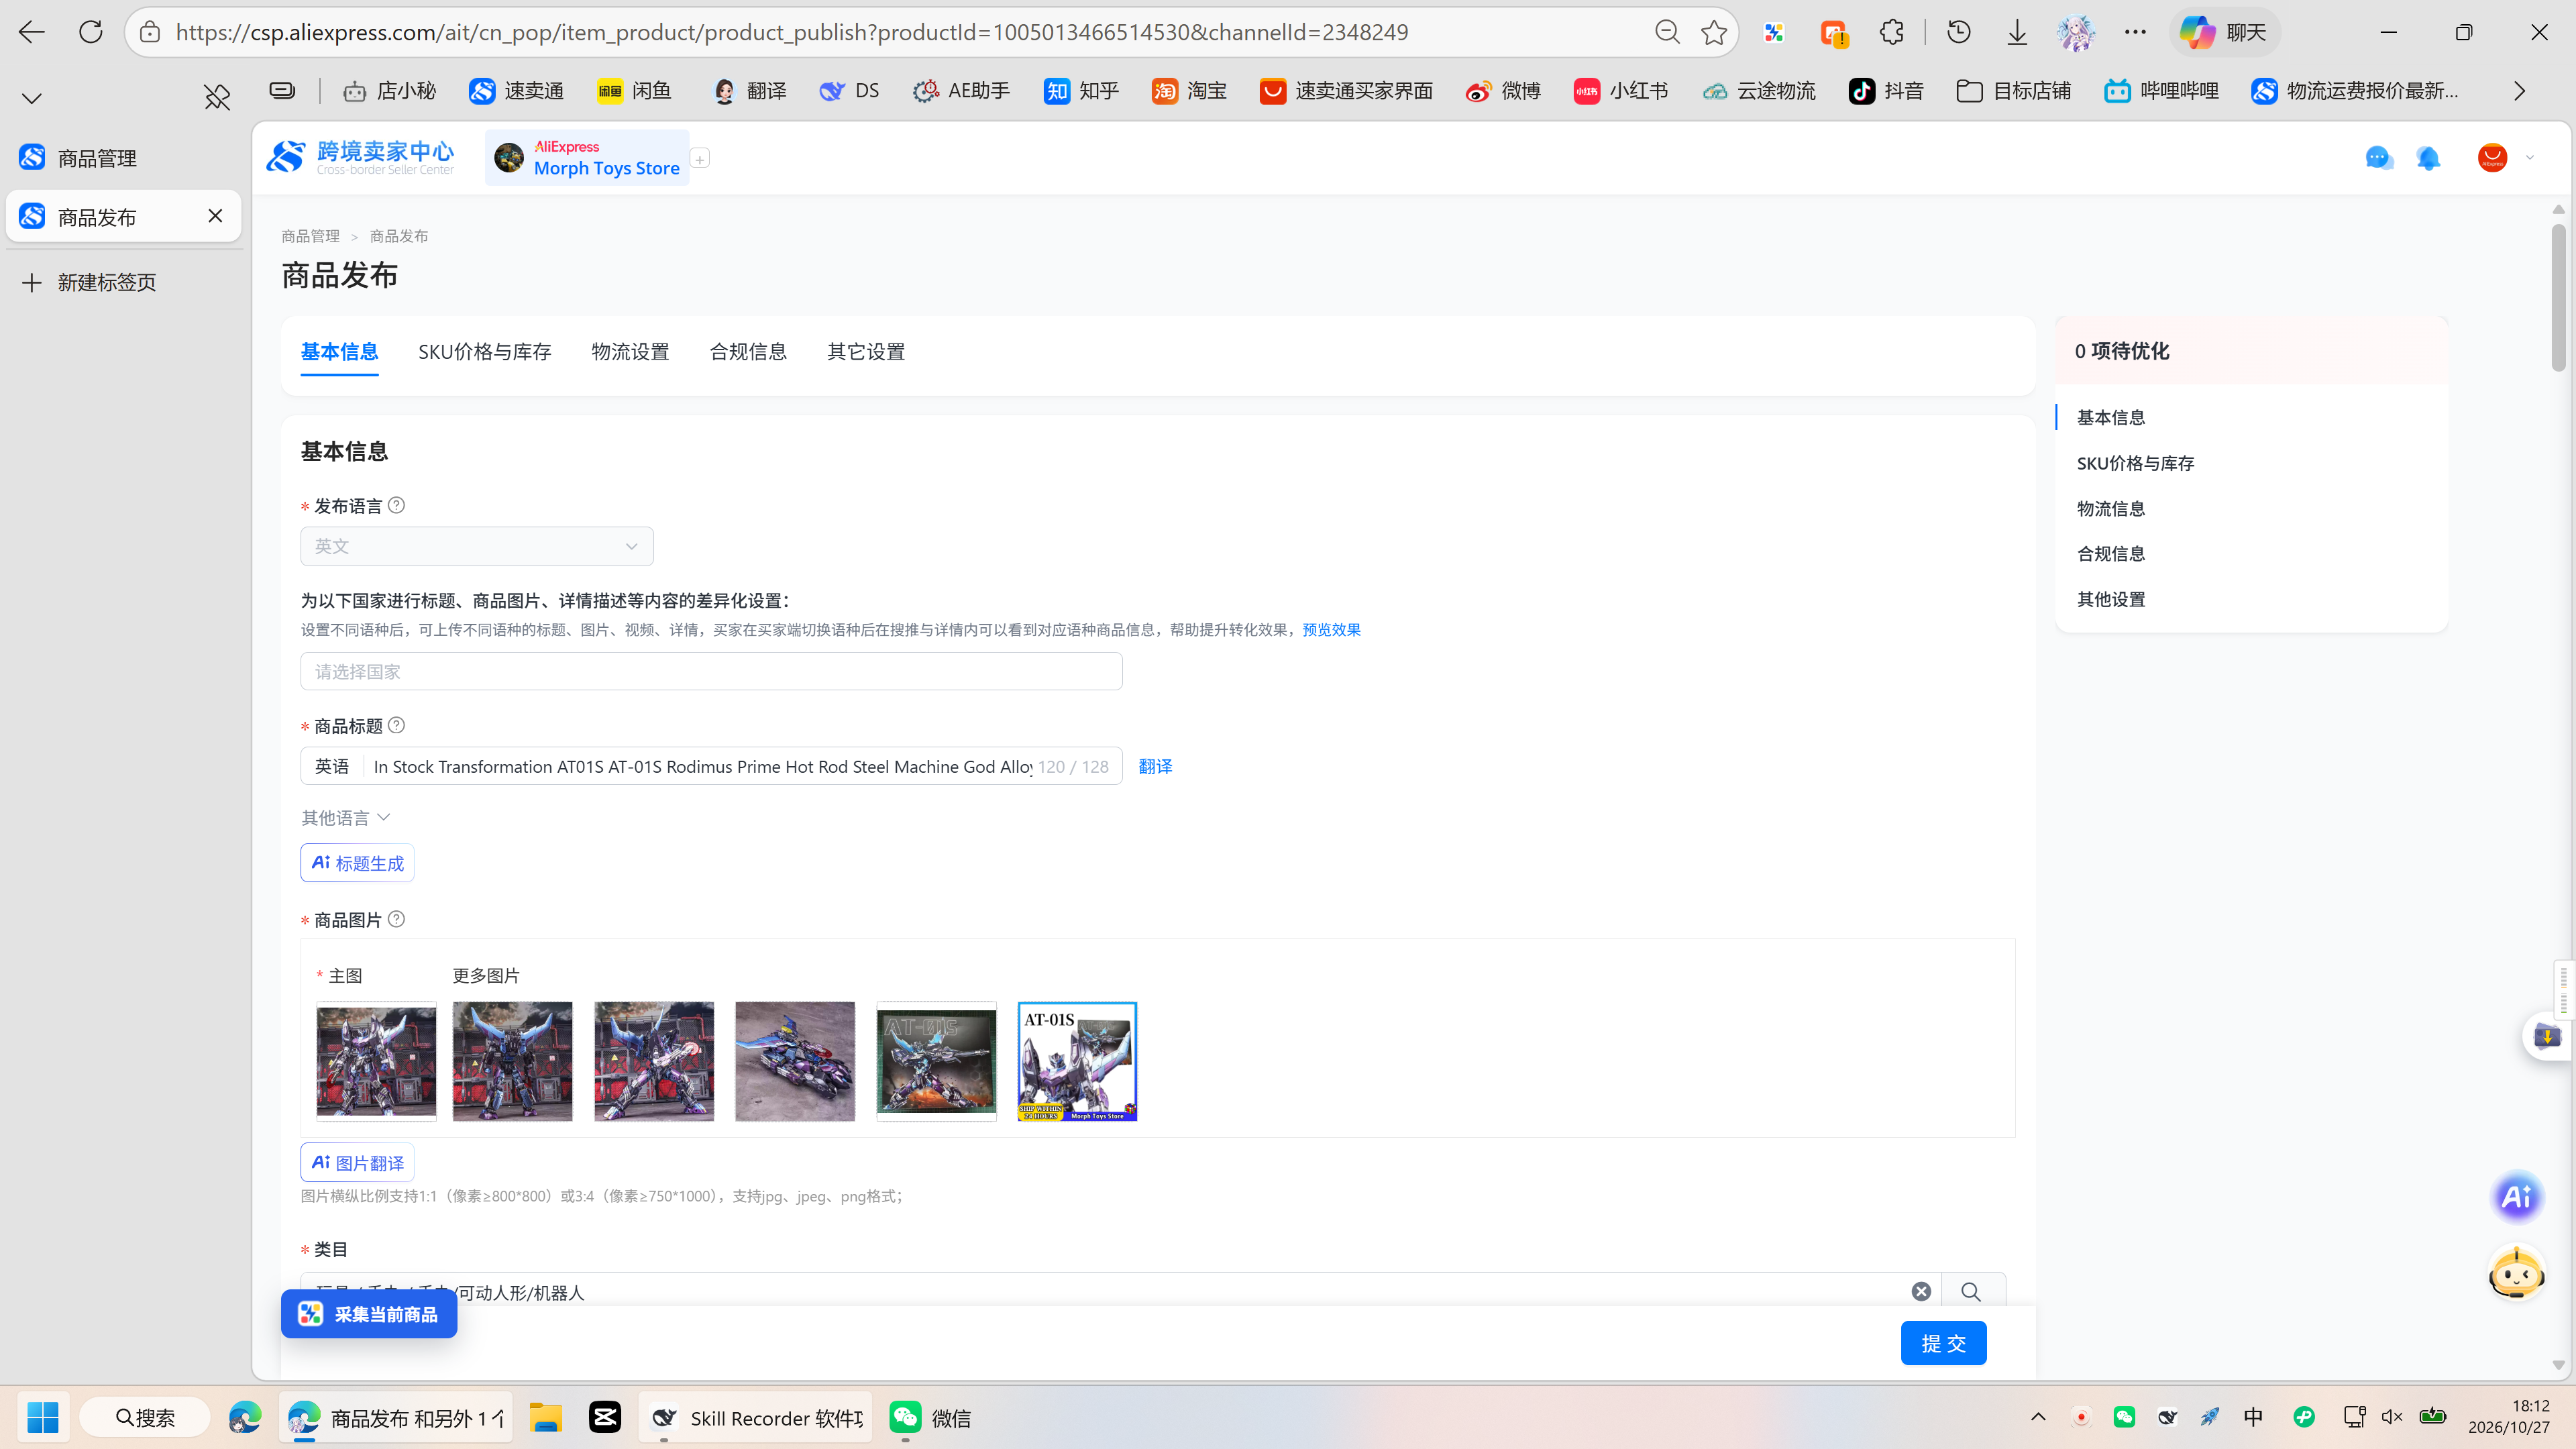 https://csp.aliexpress.com/ait/cn_pop/item_product/product_publish?productId=1005013466514530&channelId=2348249
聊天
店小秘
速卖通
闲鱼
翻译
DS
AE助手
知乎
淘宝
速卖通买家界面
微博
小红书
云途物流
抖音
目标店铺
哔哩哔哩
物流运费报价最新...
商品管理
商品发布
新建标签页
跨境卖家中心
Cross-border Seller Center
AliExpress
Morph Toys Store
商品管理 > 商品发布
商品发布
基本信息
SKU价格与库存
物流设置
合规信息
其它设置
0 项待优化
基本信息
SKU价格与库存
物流信息
合规信息
其他设置
基本信息
* 发布语言
英文
为以下国家进行标题、商品图片、详情描述等内容的差异化设置：
设置不同语种后，可上传不同语种的标题、图片、视频、详情，买家在买家端切换语种后在搜推与详情内可以看到对应语种商品信息，帮助提升转化效果，预览效果
请选择国家
* 商品标题
英语 In Stock Transformation AT01S AT-01S Rodimus Prime Hot Rod Steel Machine God Alloy 120 / 128 翻译
其他语言
Ai 标题生成
* 商品图片
* 主图
更多图片
AT-01S
AT-01S
SHIP WITHIN 24 HOURS
Morph Toys Store
Ai 图片翻译
图片横纵比例支持1:1（像素≥800*800）或3:4（像素≥750*1000），支持jpg、jpeg、png格式；
* 类目
/可动人形/机器人
采集当前商品
提 交
Ai
搜索
商品发布 和另外 1 个
Skill Recorder 软件项
微信
中
18:12
2026/10/27